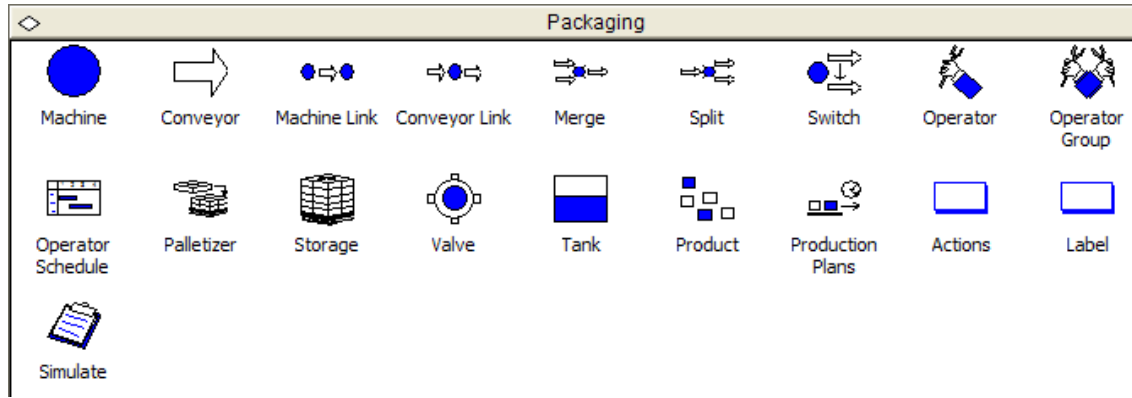 Packaging
Machine
Conveyor
Machine Link
Conveyor Link
Merge
Split
Switch
Operator
Operator
Group
Operator
Schedule
Palletizer
Storage
Valve
Tank
Product
Production
Plans
Actions
Label
Simulate